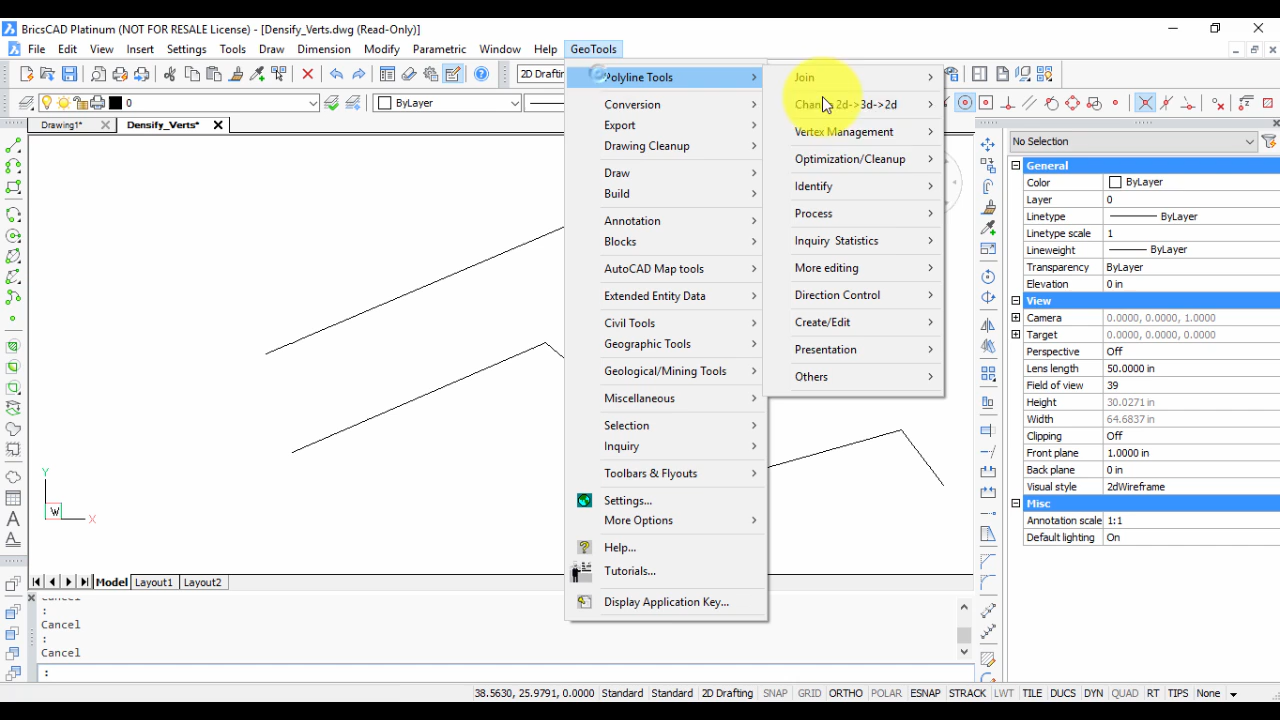 BricsCAD Platinum (NOT FOR RESALE License) - [Densify_Verts.dwg (Read-Only)]
File Edit View Insert Settings Tools Draw Dimension Modify Parametric Window Help GeoTools
2D Draftin
0 ByLayer
Drawing1* Densify_Verts*
Polyline Tools
Conversion
Export
Drawing Cleanup
Draw
Build
Annotation
Blocks
AutoCAD Map tools
Extended Entity Data
Civil Tools
Geographic Tools
Geological/Mining Tools
Miscellaneous
Selection
Inquiry
Toolbars & Flyouts
Settings...
More Options
Help...
Tutorials...
Display Application Key...
Join
Change 2d->3d->2d
Vertex Management
Optimization/Cleanup
Identify
Process
Inquiry Statistics
More editing
Direction Control
Create/Edit
Presentation
Others
No Selection
General
Color ByLayer
Layer 0
Linetype ByLayer
Linetype scale 1
Lineweight ByLayer
Transparency ByLayer
Elevation 0 in
View
Camera 0.0000, 0.0000, 1.0000
Target 0.0000, 0.0000, 0.0000
Perspective Off
Lens length 50.0000 in
Field of view 39
Height 30.0271 in
Width 64.6837 in
Clipping Off
Front plane 1.0000 in
Back plane 0 in
Visual style 2dWireframe
Misc
Annotation scale 1:1
Default lighting On
Y
W X
Model Layout1 Layout2
Cancel
:
Cancel
:
Cancel
:
38.5630, 25.9791, 0.0000 Standard Standard 2D Drafting SNAP GRID ORTHO POLAR ESNAP STRACK LWT TILE DUCS DYN QUAD RT TIPS None